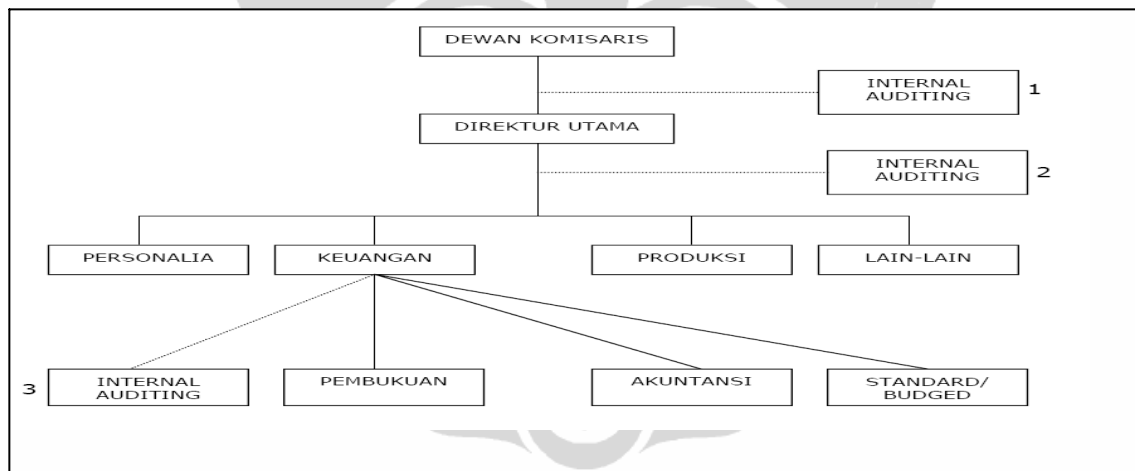 DEWAN KOMISARIS
INTERNAL
AUDITING
1
DIREKTUR UTAMA
INTERNAL
AUDITING
2
PERSONALIA
KEUANGAN
PRODUKSI
LAIN-LAIN
3
INTERNAL
AUDITING
PEMBUKUAN
AKUNTANSI
STANDARD/
BUDGED